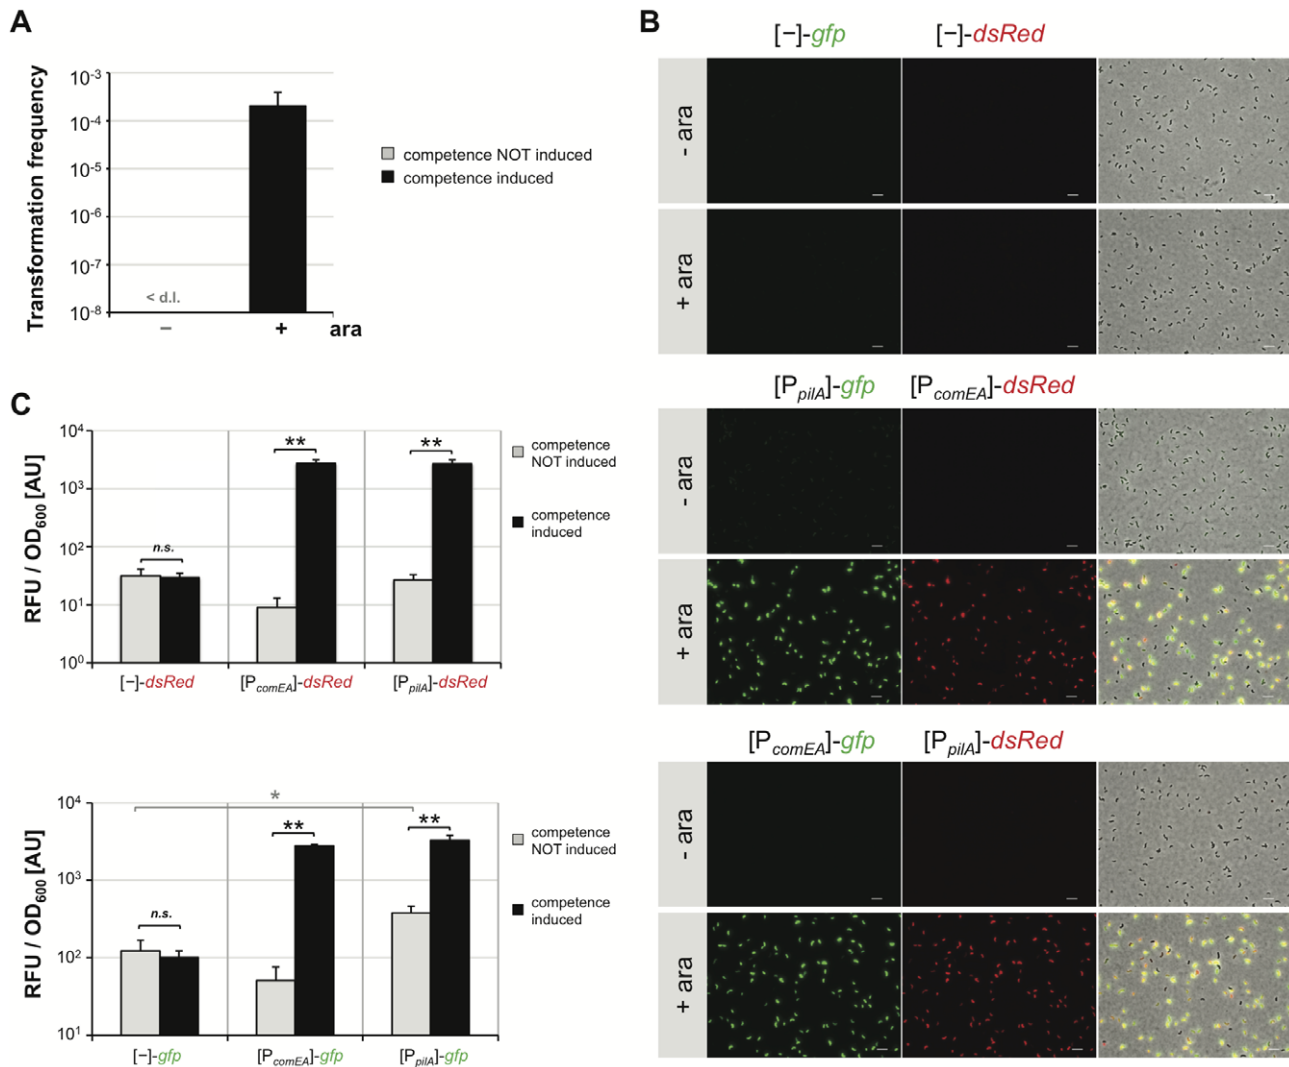 A
Transformation frequency
10-3
10-4
10-5
10-6
10-7
10-8
< d.l.
− + ara
competence NOT induced
competence induced
B
[−]-gfp [−]-dsRed
- ara
+ ara
[PpilA]-gfp [PcomEA]-dsRed
- ara
+ ara
[PcomEA]-gfp [PpilA]-dsRed
- ara
+ ara
C
RFU / OD600 [AU]
104
103
102
101
100
n.s.
**
**
[−]-dsRed [PcomEA]-dsRed [PpilA]-dsRed
competence
NOT induced
competence
induced
RFU / OD600 [AU]
104
103
102
101
*
n.s.
**
**
[−]-gfp [PcomEA]-gfp [PpilA]-gfp
competence
NOT induced
competence
induced